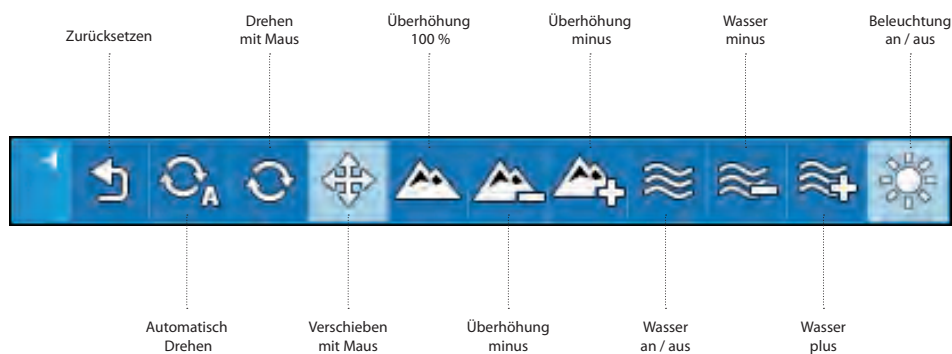 Zurücksetzen
Drehen
mit Maus
Überhöhung
100 %
Überhöhung
minus
Wasser
minus
Beleuchtung
an / aus
A
Automatisch
Drehen
Verschieben
mit Maus
Überhöhung
minus
Wasser
an / aus
Wasser
plus